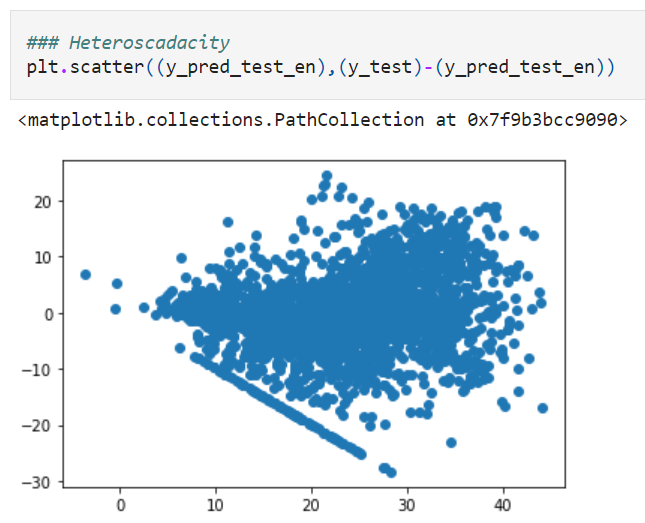 ### Heteroscadacity
plt.scatter((y_pred_test_en),(y_test)-(y_pred_test_en))
<matplotlib.collections.PathCollection at 0x7f9b3bcc9090>
20
10
0
−10
−20
−30
0 10 20 30 40